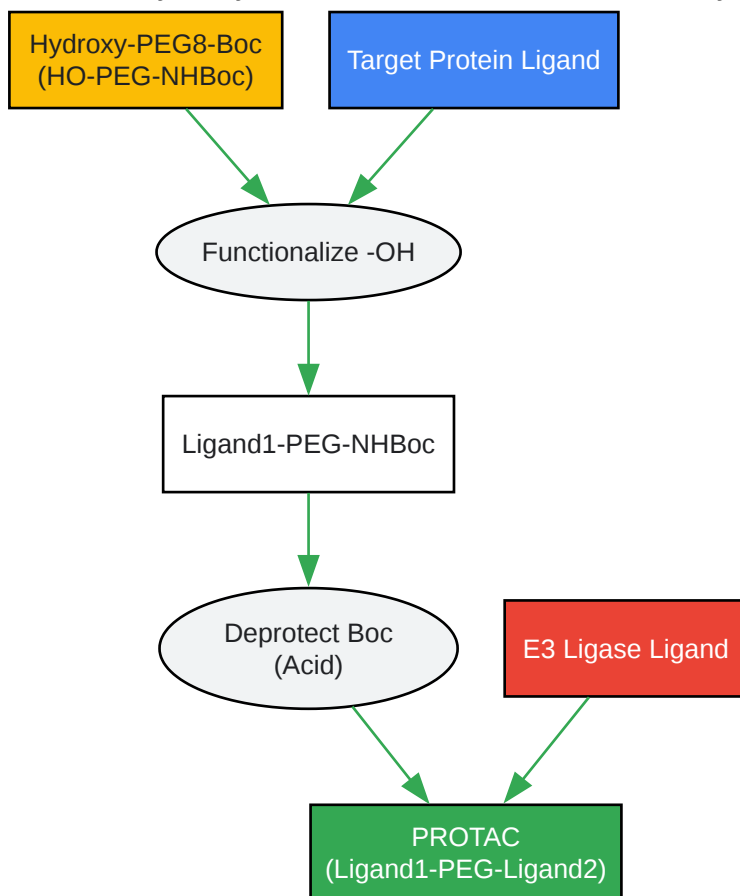 Hydroxy-PEG8-Boc
(HO-PEG-NHBoc)
Target Protein Ligand
Functionalize -OH
Ligand1-PEG-NHBoc
Deprotect Boc
(Acid)
E3 Ligase Ligand
PROTAC
(Ligand1-PEG-Ligand2)